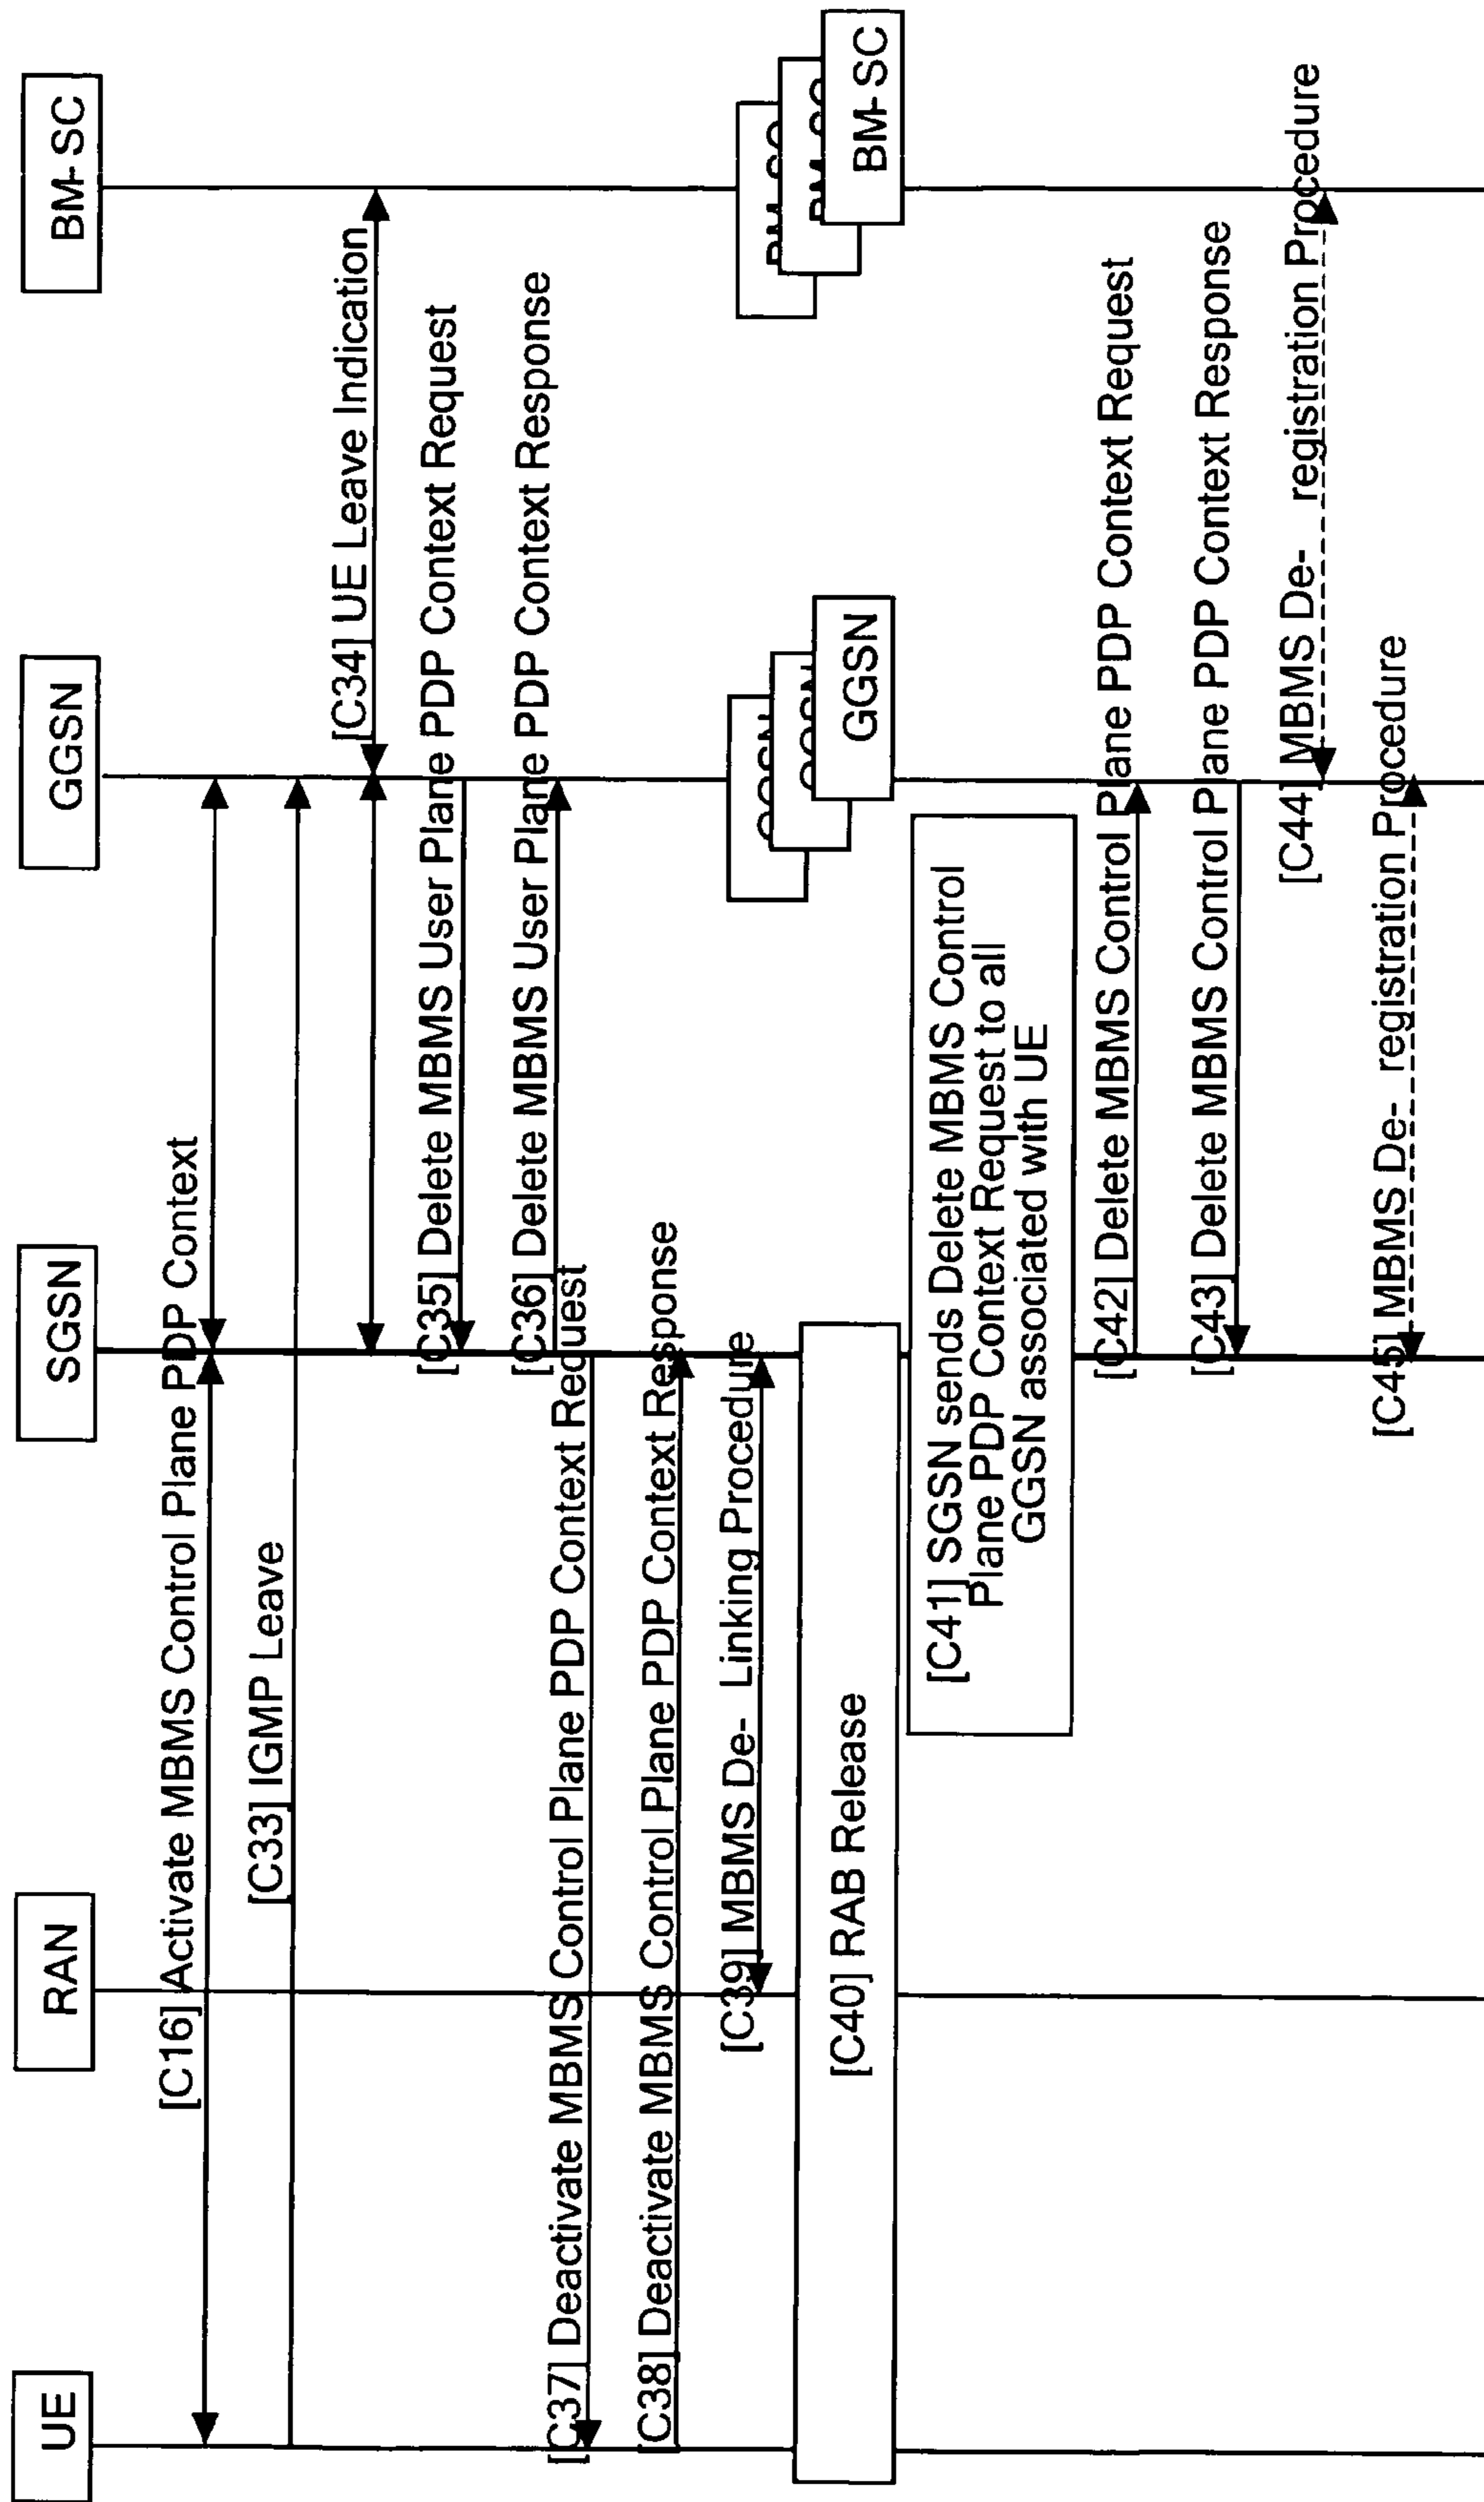 UE
RAN
SGSN
GGSN
BM-SC
[C16] Activate MBMS Control Plane PDP Context
[C33] IGMP Leave
[C34] UE Leave Indication
[C35] Delete MBMS User Plane PDP Context Request
[C36] Delete MBMS User Plane PDP Context Response
[C37] Deactivate MBMS Control Plane PDP Context Request
[C38] Deactivate MBMS Control Plane PDP Context Response
[C39] MBMS De- Linking Procedure
GGSN
BM-SC
[C40] RAB Release
[C41] SGSN sends Delete MBMS Control
Plane PDP Context Request to all
GGSN associated with UE
[C42] Delete MBMS Control Plane PDP Context Request
[C43] Delete MBMS Control Plane PDP Context Response
[C44] MBMS De- registration Procedure
[C45] MBMS De- registration Procedure